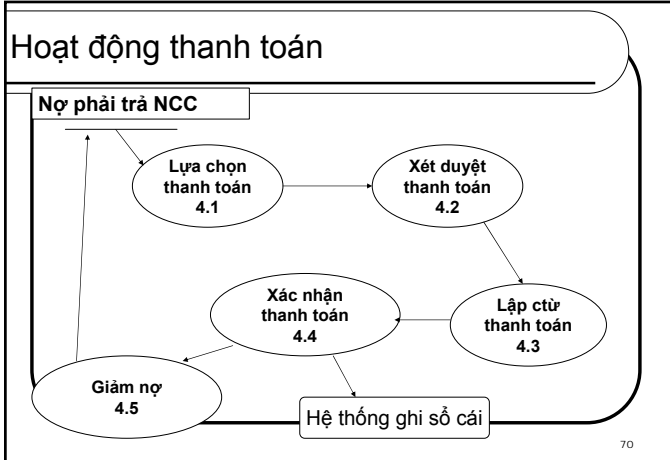 Hoạt động thanh toán
Nợ phải trả NCC
Lựa chọn
thanh toán
4.1
Xét duyệt
thanh toán
4.2
Lập ctừ
thanh toán
4.3
Xác nhận
thanh toán
4.4
Giảm nợ
4.5
Hệ thống ghi sổ cái
70